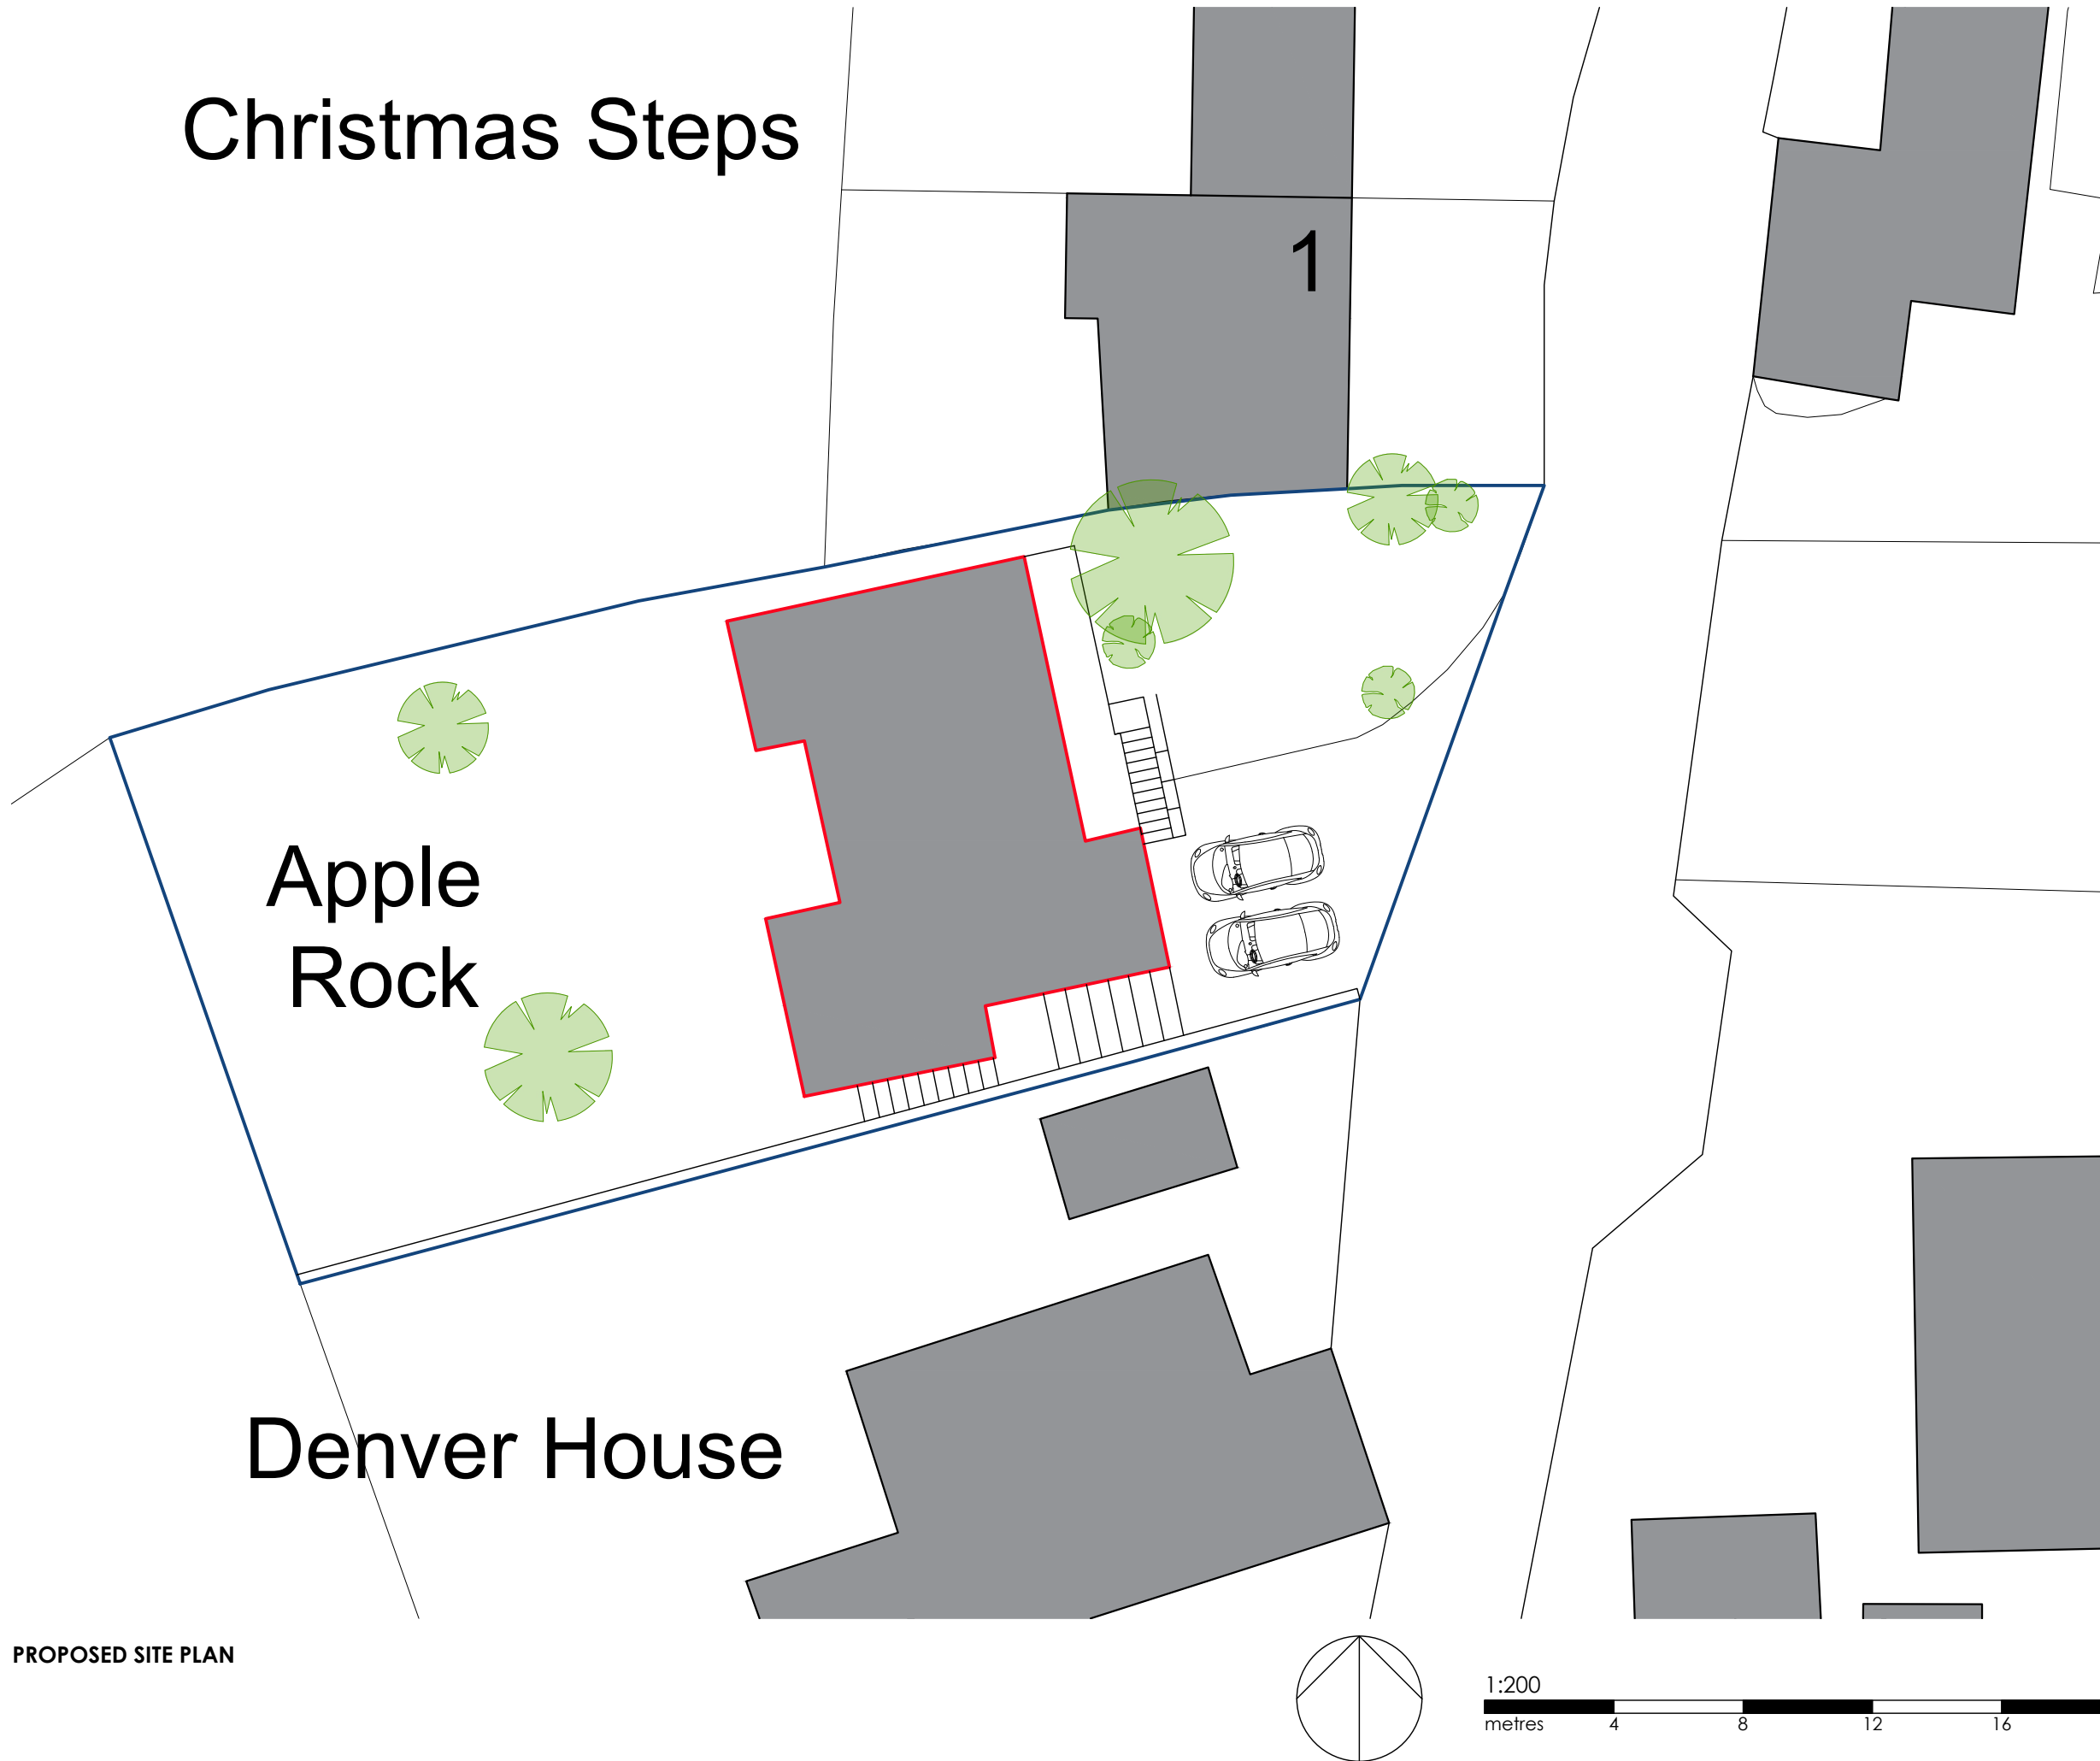 Christmas Steps
1
Apple
Rock
Denver House
PROPOSED SITE PLAN
1:200
metres 4 8 12 16